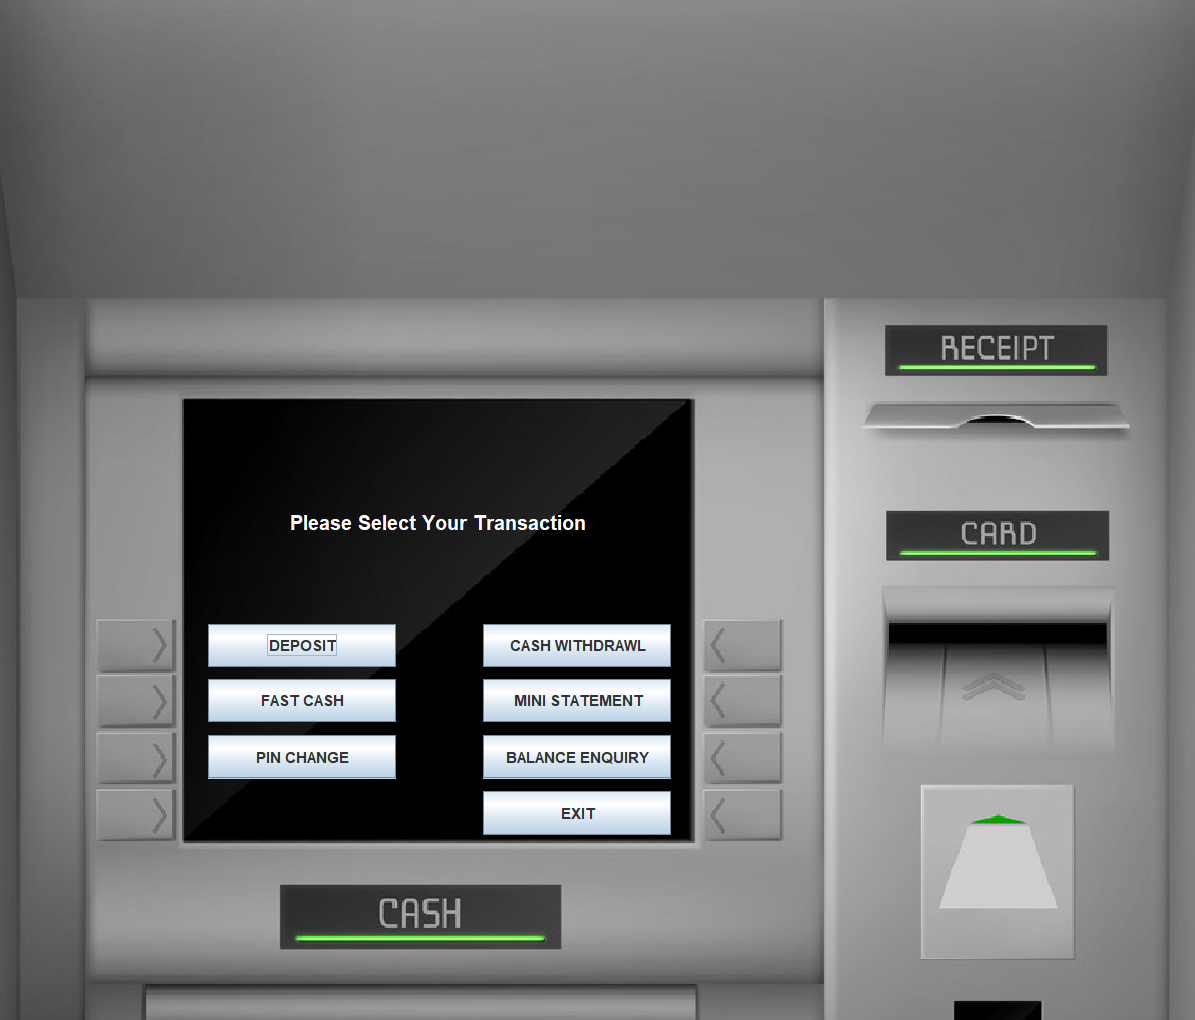 RECEIPT
Please Select Your Transaction
CARD
DEPOSIT
CASH WITHDRAWL
FAST CASH
MINI STATEMENT
PIN CHANGE
BALANCE ENQUIRY
EXIT
CASH